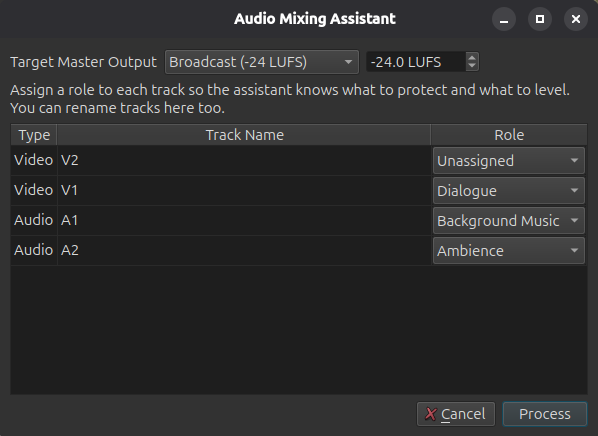 Audio Mixing Assistant
Target Master Output Broadcast (-24 LUFS) -24.0 LUFS
Assign a role to each track so the assistant knows what to protect and what to level.
You can rename tracks here too.
Type Track Name Role
Video V2 Unassigned
Video V1 Dialogue
Audio A1 Background Music
Audio A2 Ambience
Cancel Process